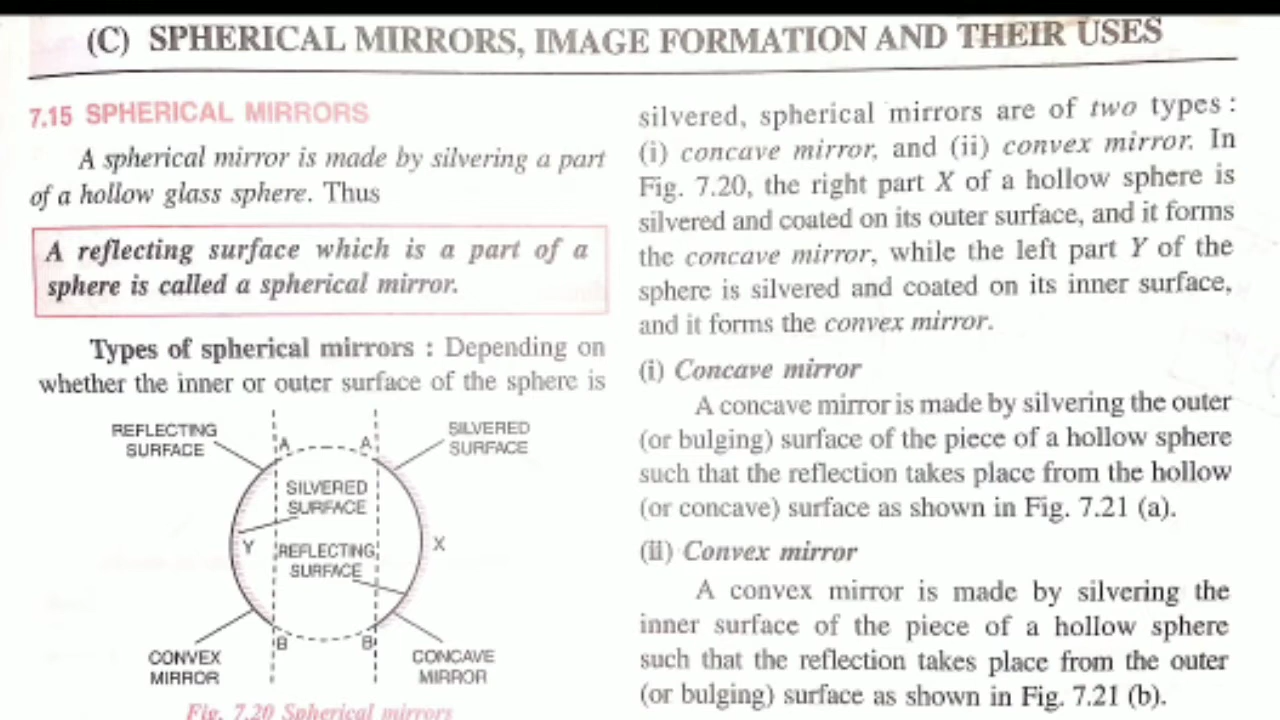 (C) SPHERICAL MIRRORS, IMAGE FORMATION AND THEIR USES
7.15 SPHERICAL MIRRORS
A spherical mirror is made by silvering a part
of a hollow glass sphere. Thus
A reflecting surface which is a part of a
sphere is called a spherical mirror.
Types of spherical mirrors : Depending on
whether the inner or outer surface of the sphere is
REFLECTING
SURFACE
A
A
SILVERED
SURFACE
SILVERED
SURFACE
Y
REFLECTING
SURFACE
X
B
B
CONVEX
MIRROR
CONCAVE
MIRROR
Fig. 7.20 Spherical mirrors
silvered, spherical mirrors are of two types :
(i) concave mirror, and (ii) convex mirror. In
Fig. 7.20, the right part X of a hollow sphere is
silvered and coated on its outer surface, and it forms
the concave mirror, while the left part Y of the
sphere is silvered and coated on its inner surface,
and it forms the convex mirror.
(i) Concave mirror
A concave mirror is made by silvering the outer
(or bulging) surface of the piece of a hollow sphere
such that the reflection takes place from the hollow
(or concave) surface as shown in Fig. 7.21 (a).
(ii) Convex mirror
A convex mirror is made by silvering the
inner surface of the piece of a hollow sphere
such that the reflection takes place from the outer
(or bulging) surface as shown in Fig. 7.21 (b).